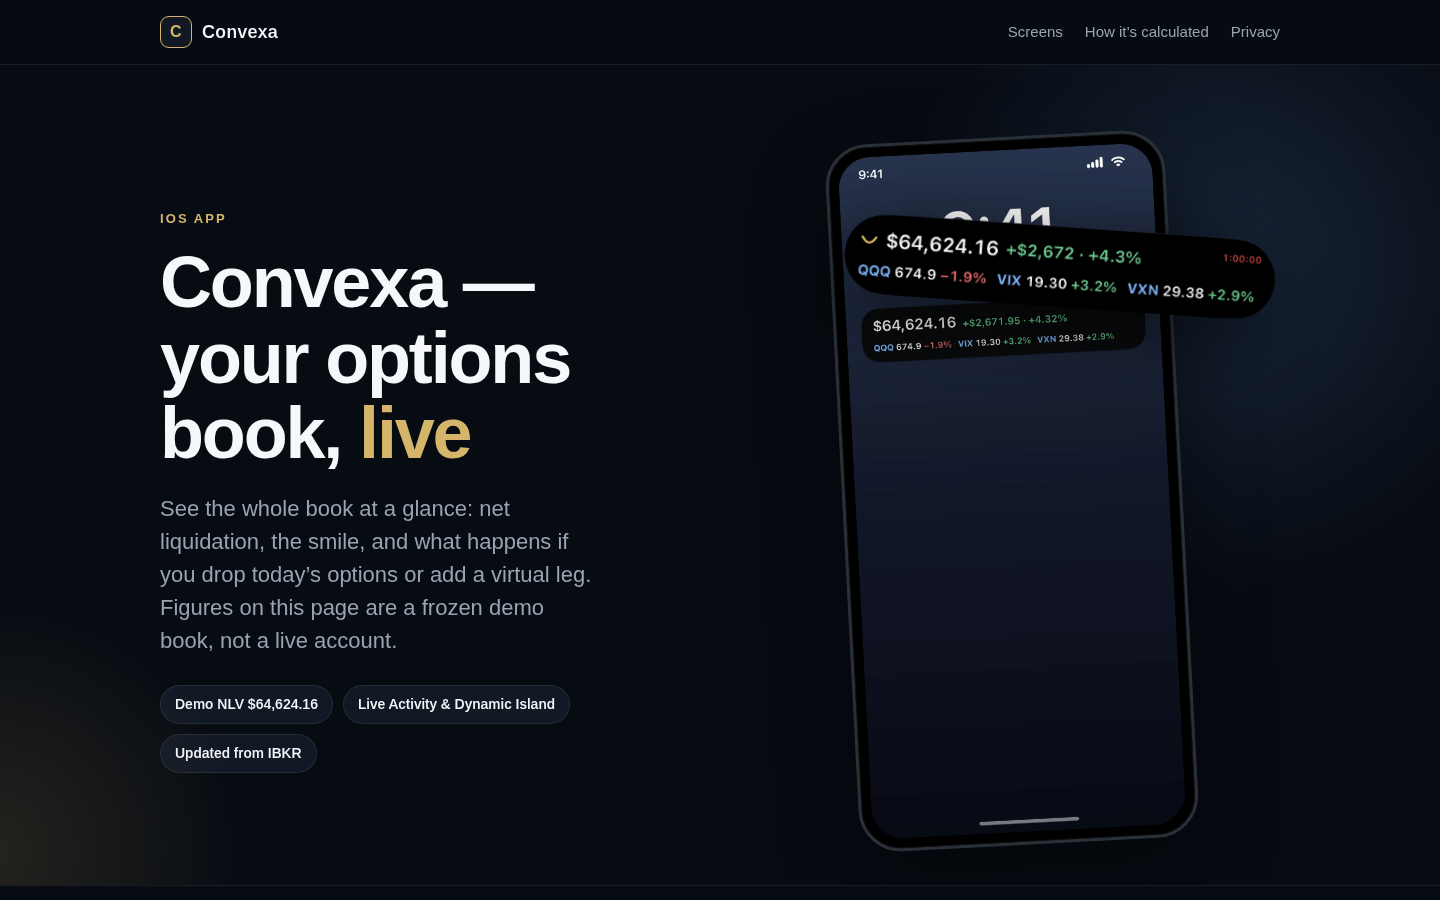 C Convexa
Screens How it's calculated Privacy
IOS APP
Convexa —
your options
book, live
See the whole book at a glance: net
liquidation, the smile, and what happens if
you drop today's options or add a virtual leg.
Figures on this page are a frozen demo
book, not a live account.
Demo NLV $64,624.16 Live Activity & Dynamic Island
Updated from IBKR
9:41
9:41
$64,624.16 +$2,672 · +4.3% 1:00:00
QQQ 674.9 −1.9% VIX 19.30 +3.2% VXN 29.38 +2.9%
$64,624.16 +$2,671.95 · +4.32%
QQQ 674.9 −1.9% VIX 19.30 +3.2% VXN 29.38 +2.9%